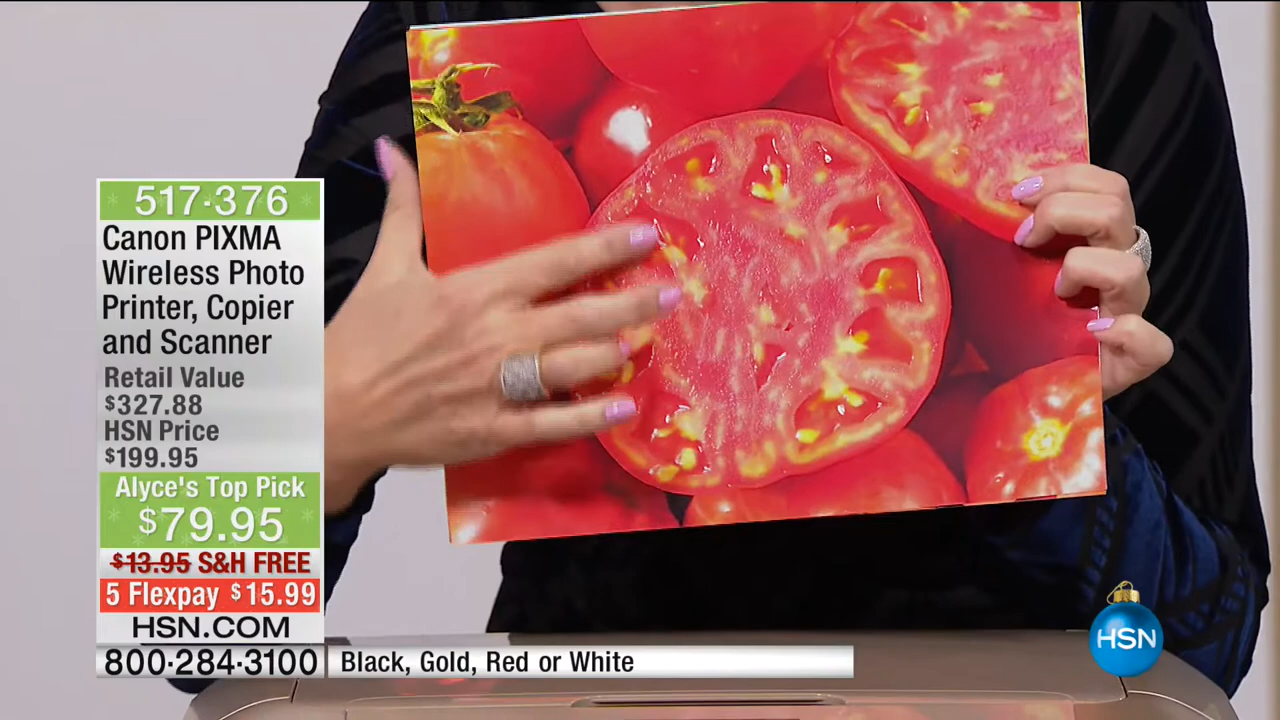 517·376
Canon PIXMA
Wireless Photo
Printer, Copier
and Scanner
Retail Value
$327.88
HSN Price
$199.95
Alyce's Top Pick
$79.95
$13.95 S&H FREE
5 Flexpay $15.99
HSN.COM
800·284·3100
Black, Gold, Red or White
HSN